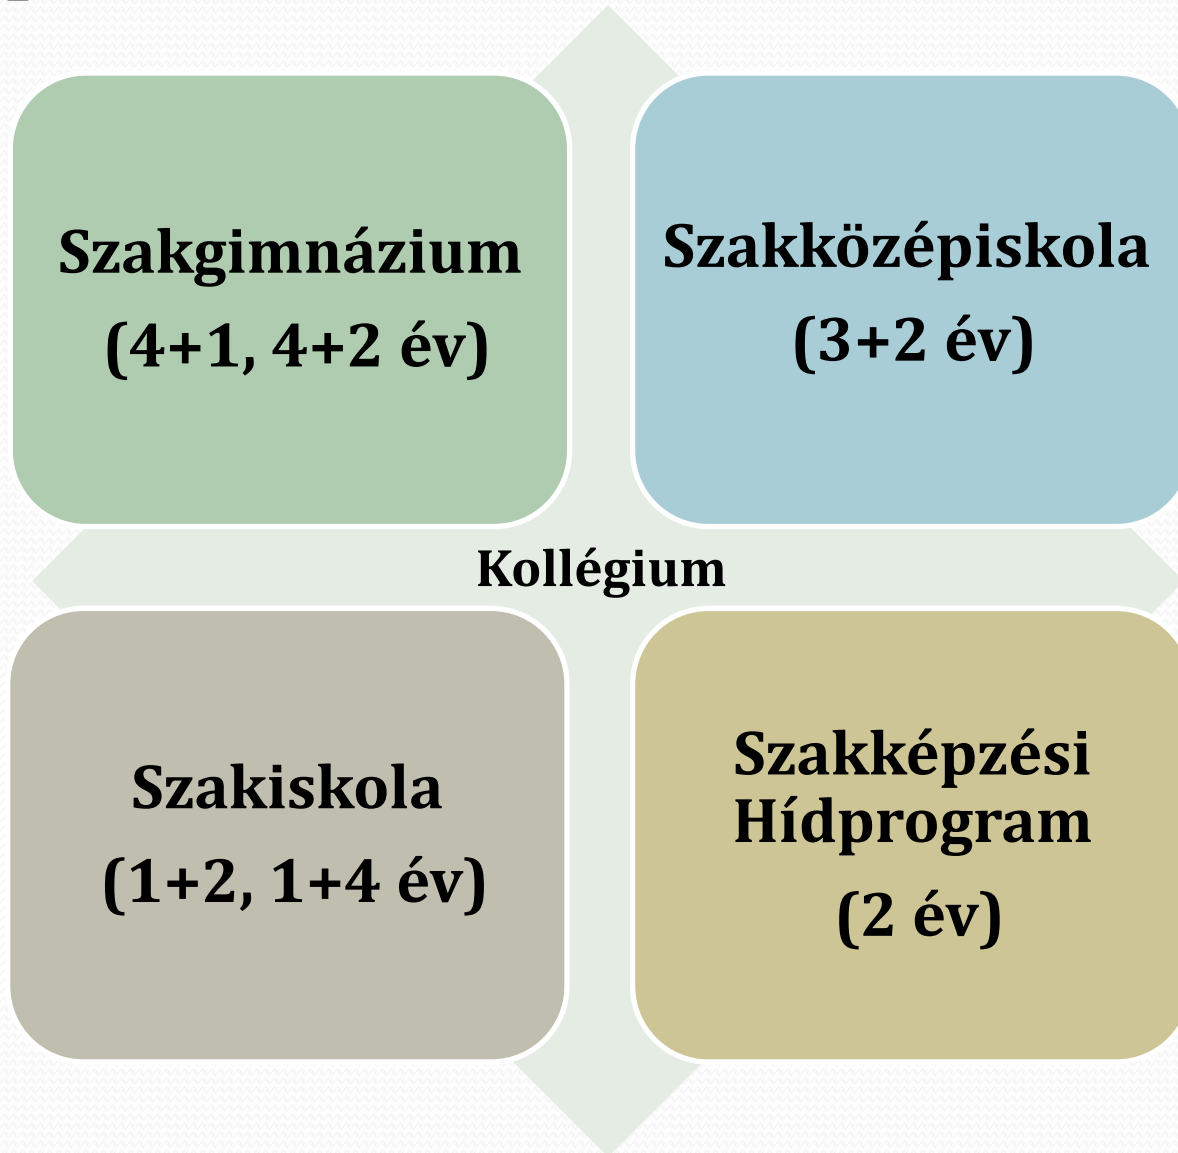 Szakgimnázium
(4+1, 4+2 év)
Szakközépiskola
(3+2 év)
Kollégium
Szakiskola
(1+2, 1+4 év)
Szakképzési
Hídprogram
(2 év)